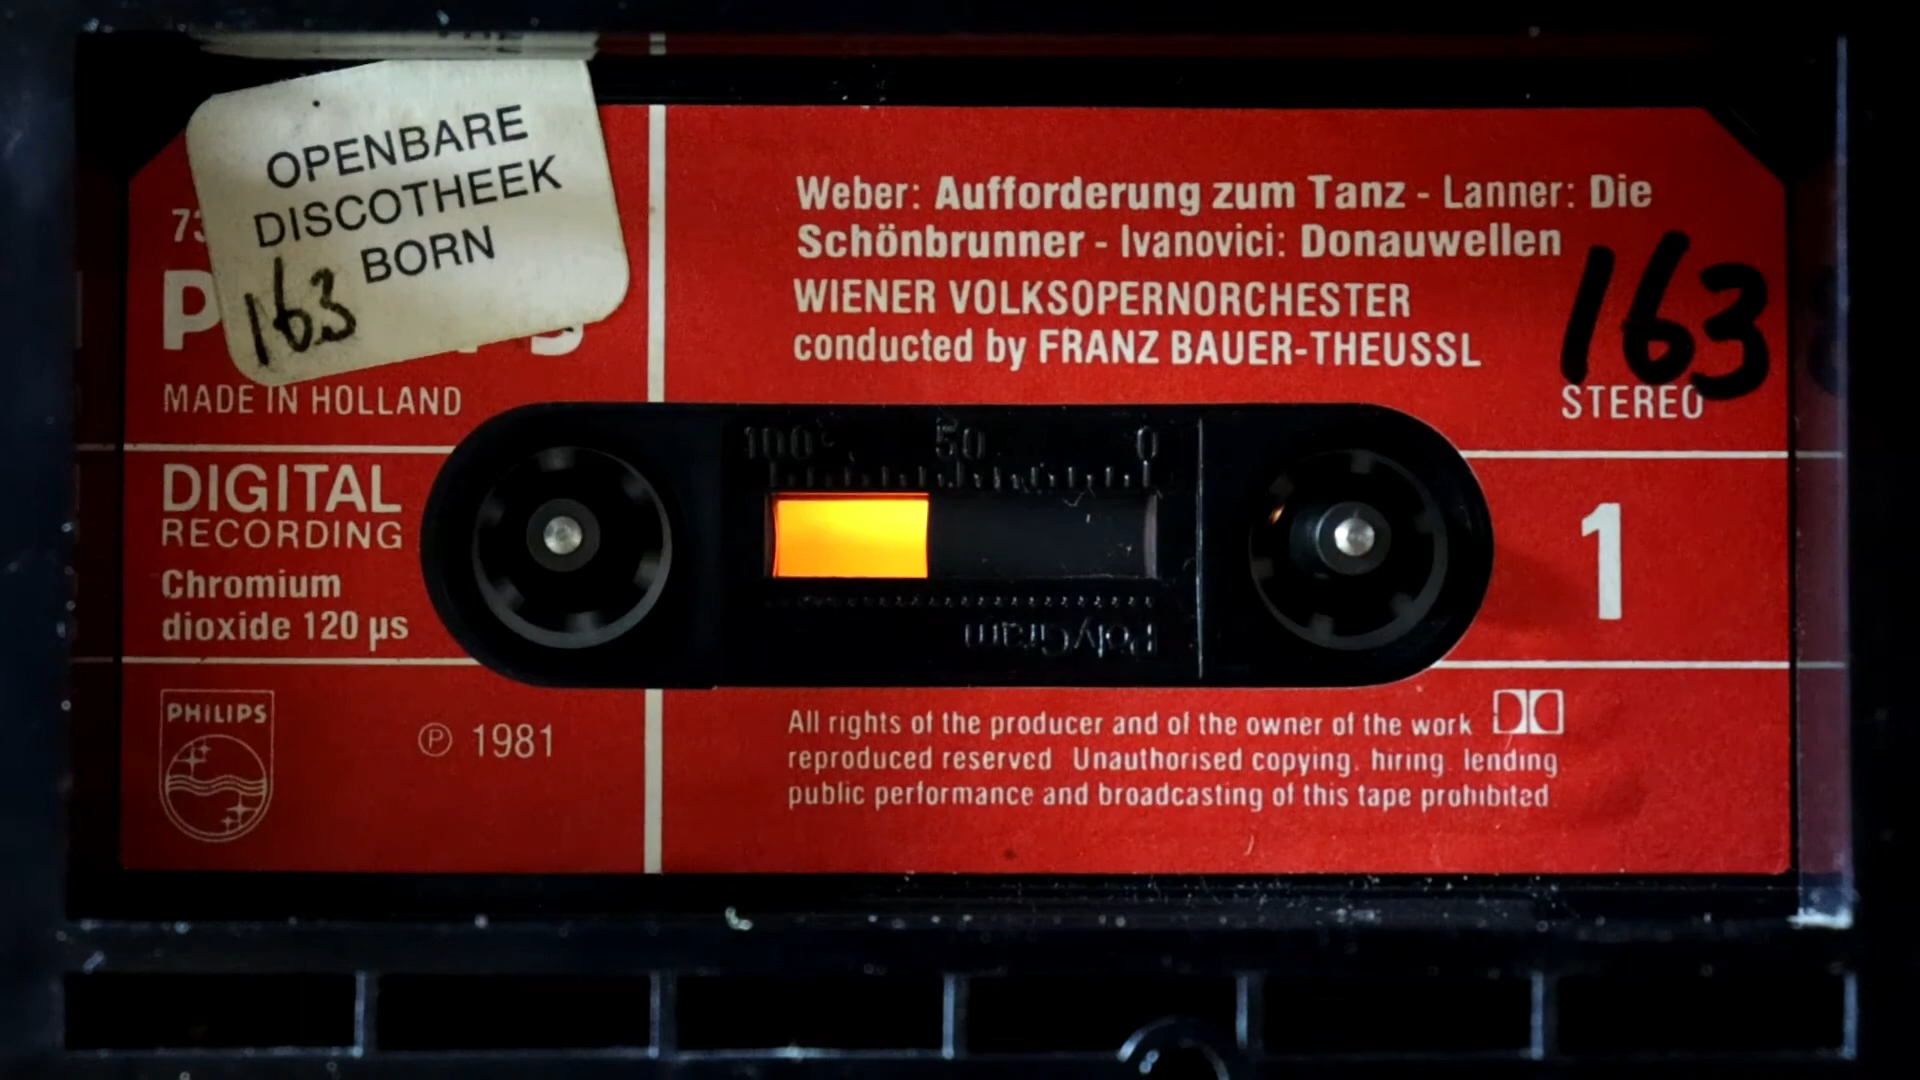 OPENBARE
DISCOTHEEK
BORN
163
MADE IN HOLLAND
DIGITAL
RECORDING
Chromium
dioxide 120 µs
PHILIPS
℗ 1981
Weber: Aufforderung zum Tanz - Lanner: Die
Schönbrunner - Ivanovici: Donauwellen
WIENER VOLKSOPERNORCHESTER
conducted by FRANZ BAUER-THEUSSL
163
STEREO
100 50 0
PolyGram
1
All rights of the producer and of the owner of the work
reproduced reserved Unauthorised copying, hiring, lending,
public performance and broadcasting of this tape prohibited